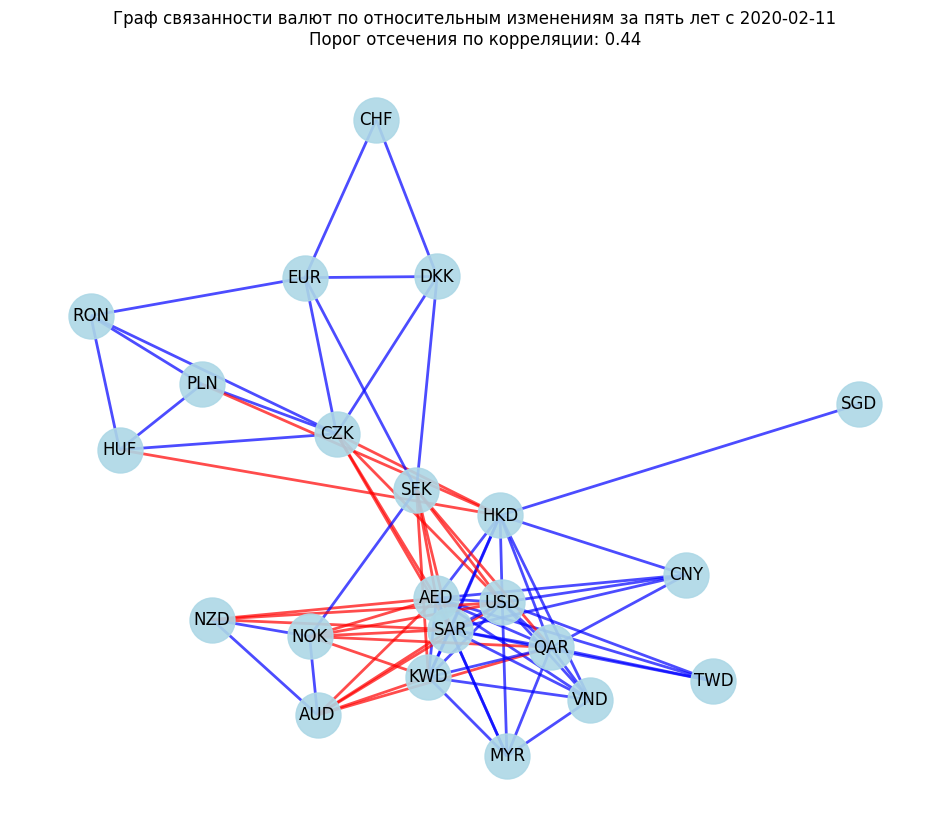 Граф связанности валют по относительным изменениям за пять лет с 2020-02-11
Порог отсечения по корреляции: 0.44
CHF
EUR
DKK
RON
PLN
SGD
CZK
HUF
SEK
HKD
CNY
AED
USD
NZD
SAR
NOK
QAR
KWD
TWD
VND
AUD
MYR